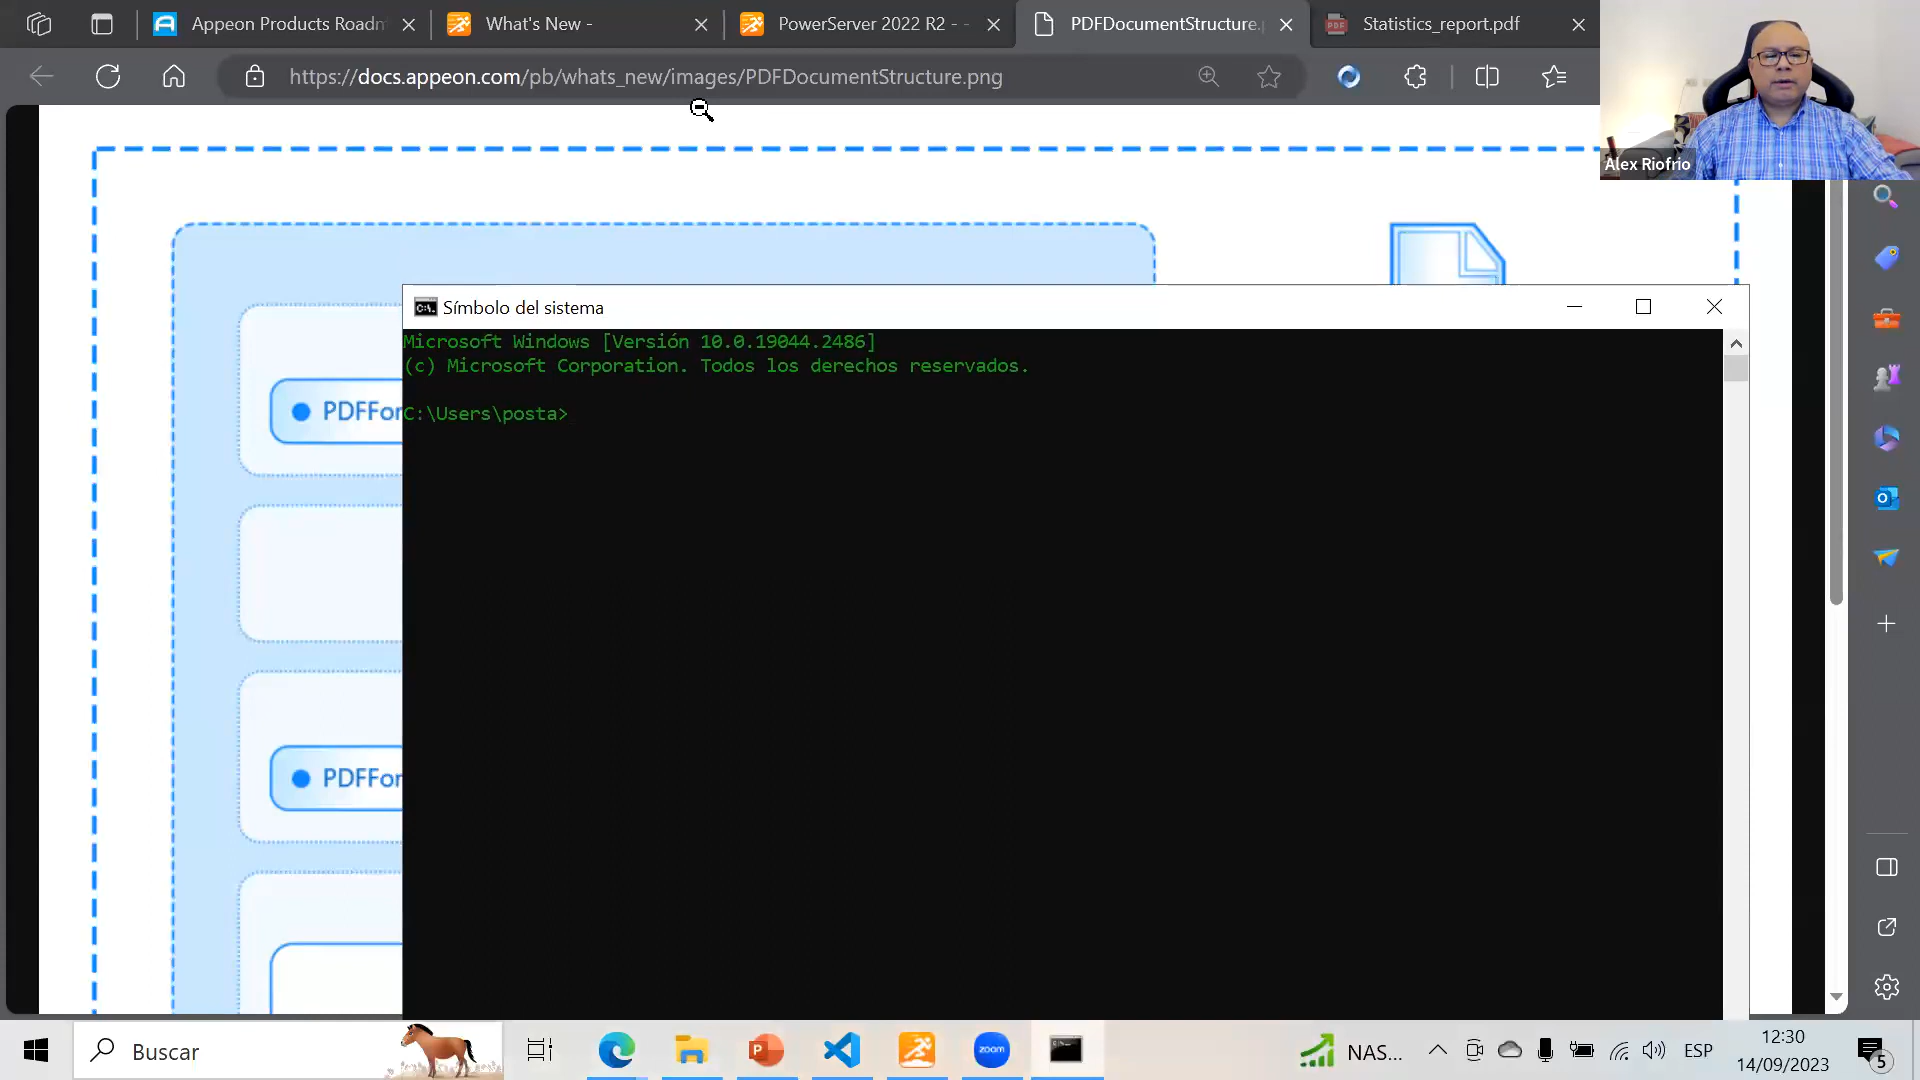 Appeon Products Roadm
What's New -
PowerServer 2022 R2 - -
PDFDocumentStructure.
Statistics_report.pdf
https://docs.appeon.com/pb/whats_new/images/PDFDocumentStructure.png
Alex Riofrio
Símbolo del sistema
Microsoft Windows [Versión 10.0.19044.2486]
(c) Microsoft Corporation. Todos los derechos reservados.
PDFFor
C:\Users\posta>
PDFFor
Buscar
zoom
NAS...
ESP
12:30
14/09/2023
5